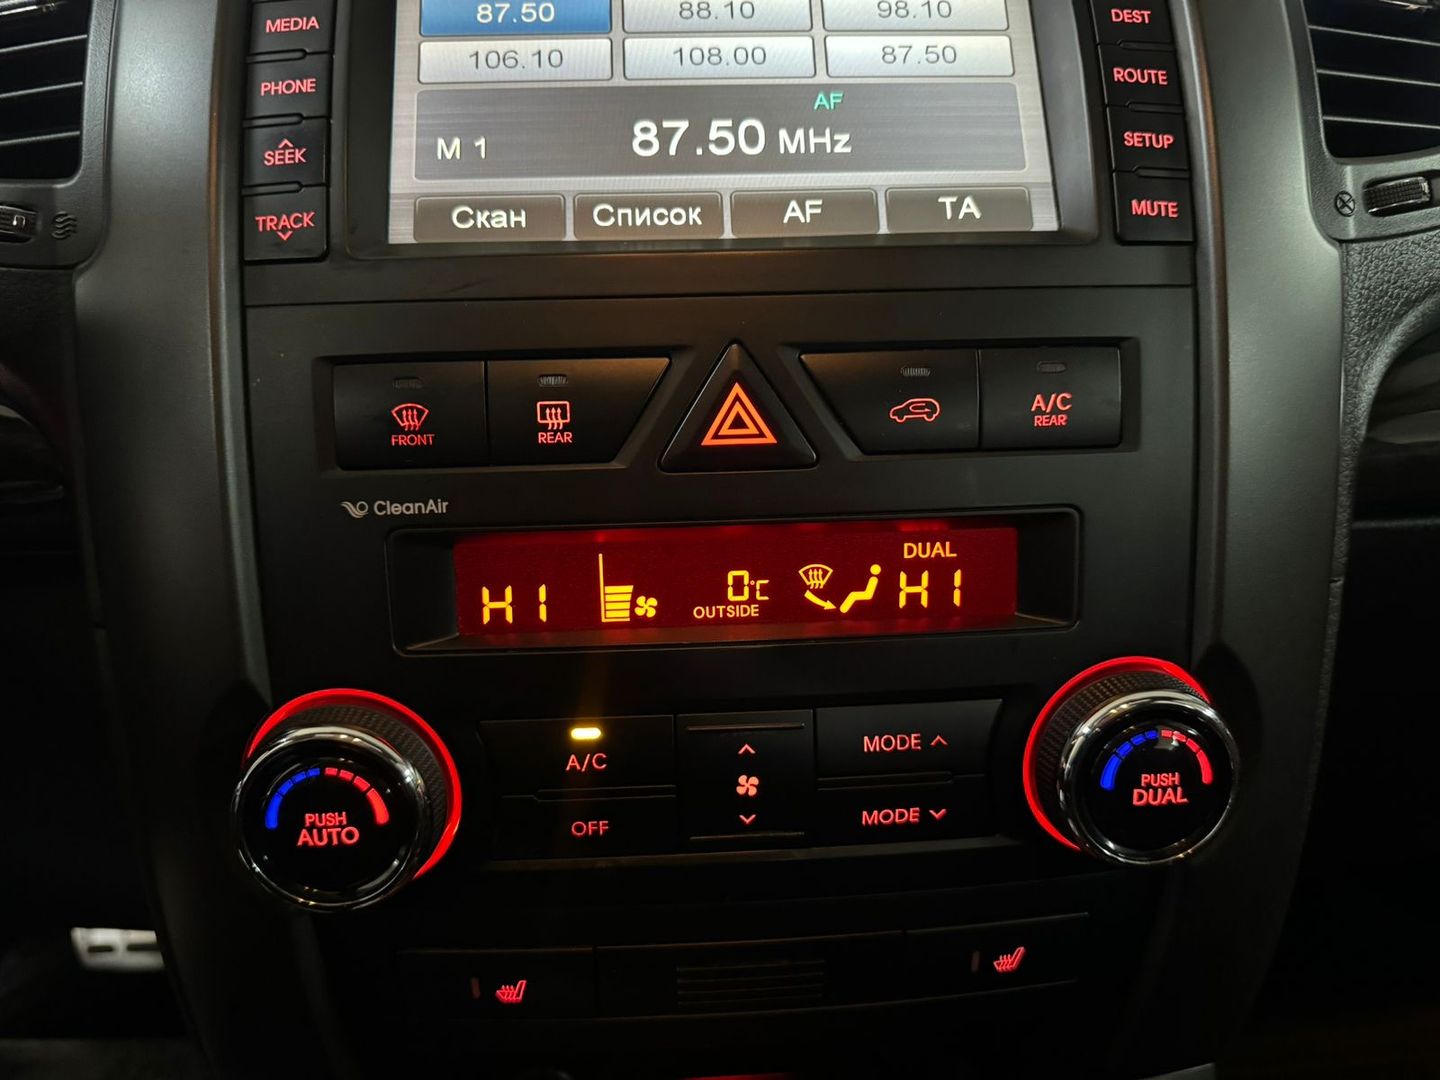 MEDIA
PHONE
SEEK
TRACK
87.50 88.10 98.10
106.10 108.00 87.50
AF
M 1 87.50 MHz
Скан Список AF TA
DEST
ROUTE
SETUP
MUTE
FRONT
REAR
A/C
REAR
CleanAir
DUAL
HI 0°C HI
OUTSIDE
A/C
OFF
MODE
MODE
PUSH
AUTO
PUSH
DUAL